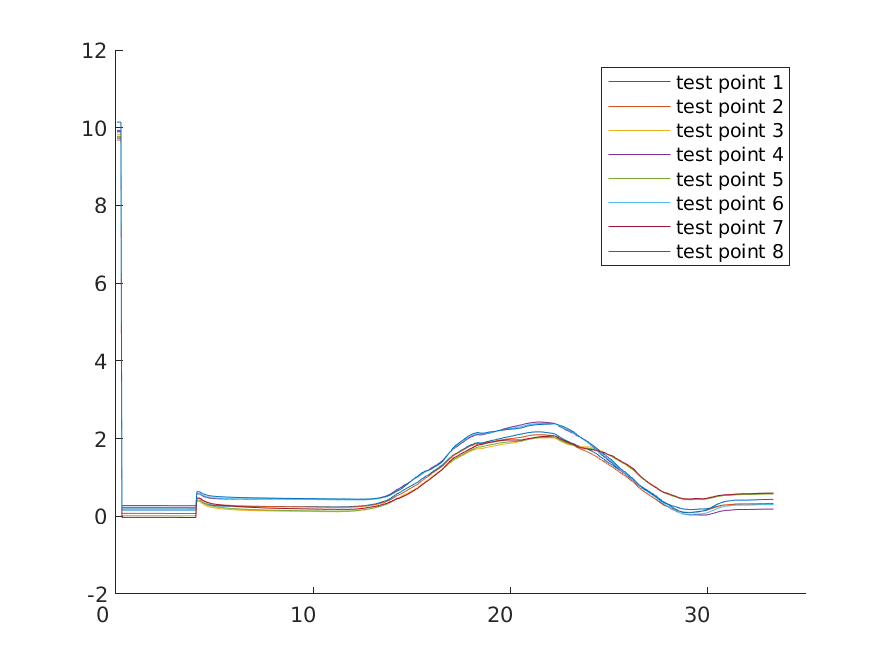 12
10
8
6
4
2
0
-2
0
10
20
30
test point 1
test point 2
test point 3
test point 4
test point 5
test point 6
test point 7
test point 8